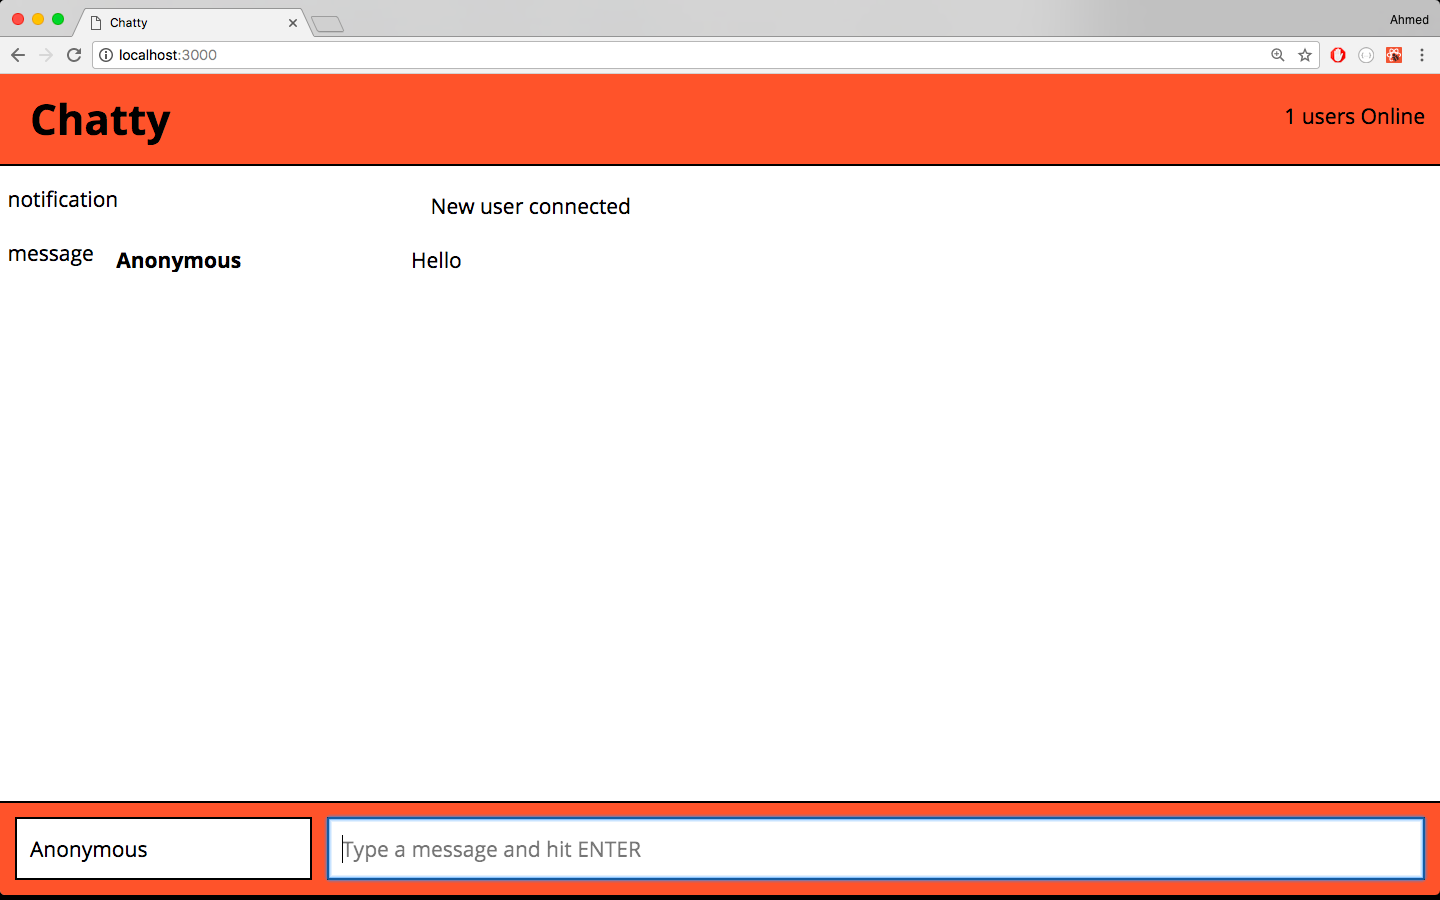 Chatty
Ahmed
localhost:3000
Chatty
1 users Online
notification
New user connected
message Anonymous Hello
Anonymous
Type a message and hit ENTER